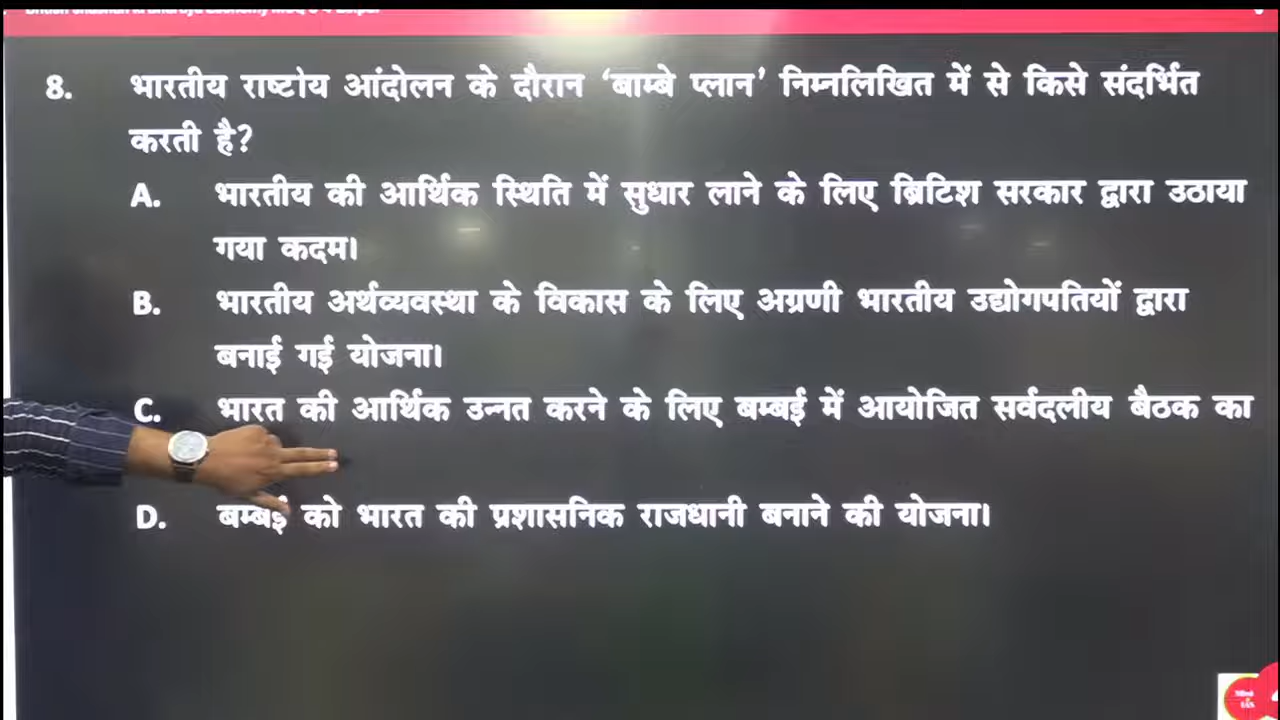 8. भारतीय राष्टोय आंदोलन के दौरान ‘बाम्बे प्लान’ निम्नलिखित में से किसे संदर्भित
करती है?
A. भारतीय की आर्थिक स्थिति में सुधार लाने के लिए ब्रिटिश सरकार द्वारा उठाया
गया कदम।
B. भारतीय अर्थव्यवस्था के विकास के लिए अग्रणी भारतीय उद्योगपतियों द्वारा
बनाई गई योजना।
C. भारत की आर्थिक उन्नत करने के लिए बम्बई में आयोजित सर्वदलीय बैठक का
D. बम्बई को भारत की प्रशासनिक राजधानी बनाने की योजना।